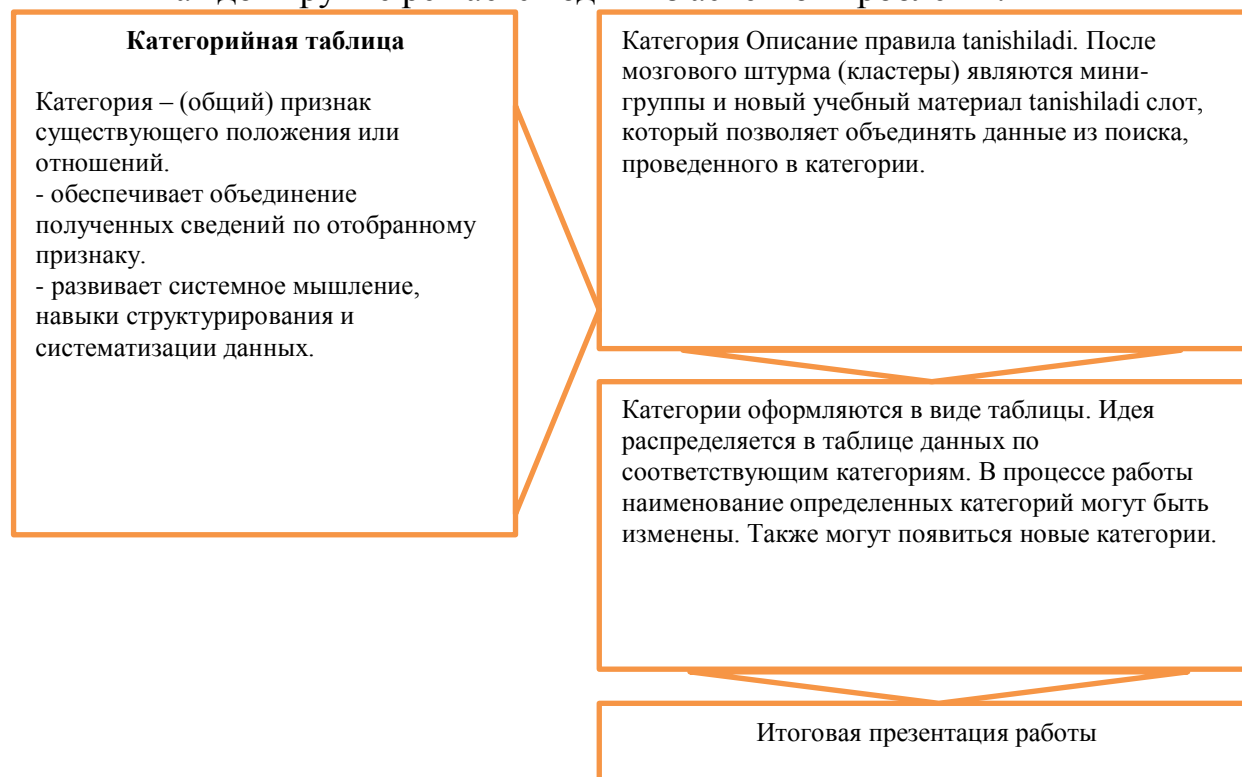 Категорийная таблица
Категория – (общий) признак
существующего положения или
отношений.
- обеспечивает объединение
полученных сведений по отобранному
признаку.
- развивает системное мышление,
навыки структурирования и
систематизации данных.
Категория Описание правила tanishiladi. После
мозгового штурма (кластеры) являются мини-
группы и новый учебный материал tanishiladi слот,
который позволяет объединять данные из поиска,
проведенного в категории.
Категории оформляются в виде таблицы. Идея
распределяется в таблице данных по
соответствующим категориям. В процессе работы
наименование определенных категорий могут быть
изменены. Также могут появиться новые категории.
Итоговая презентация работы